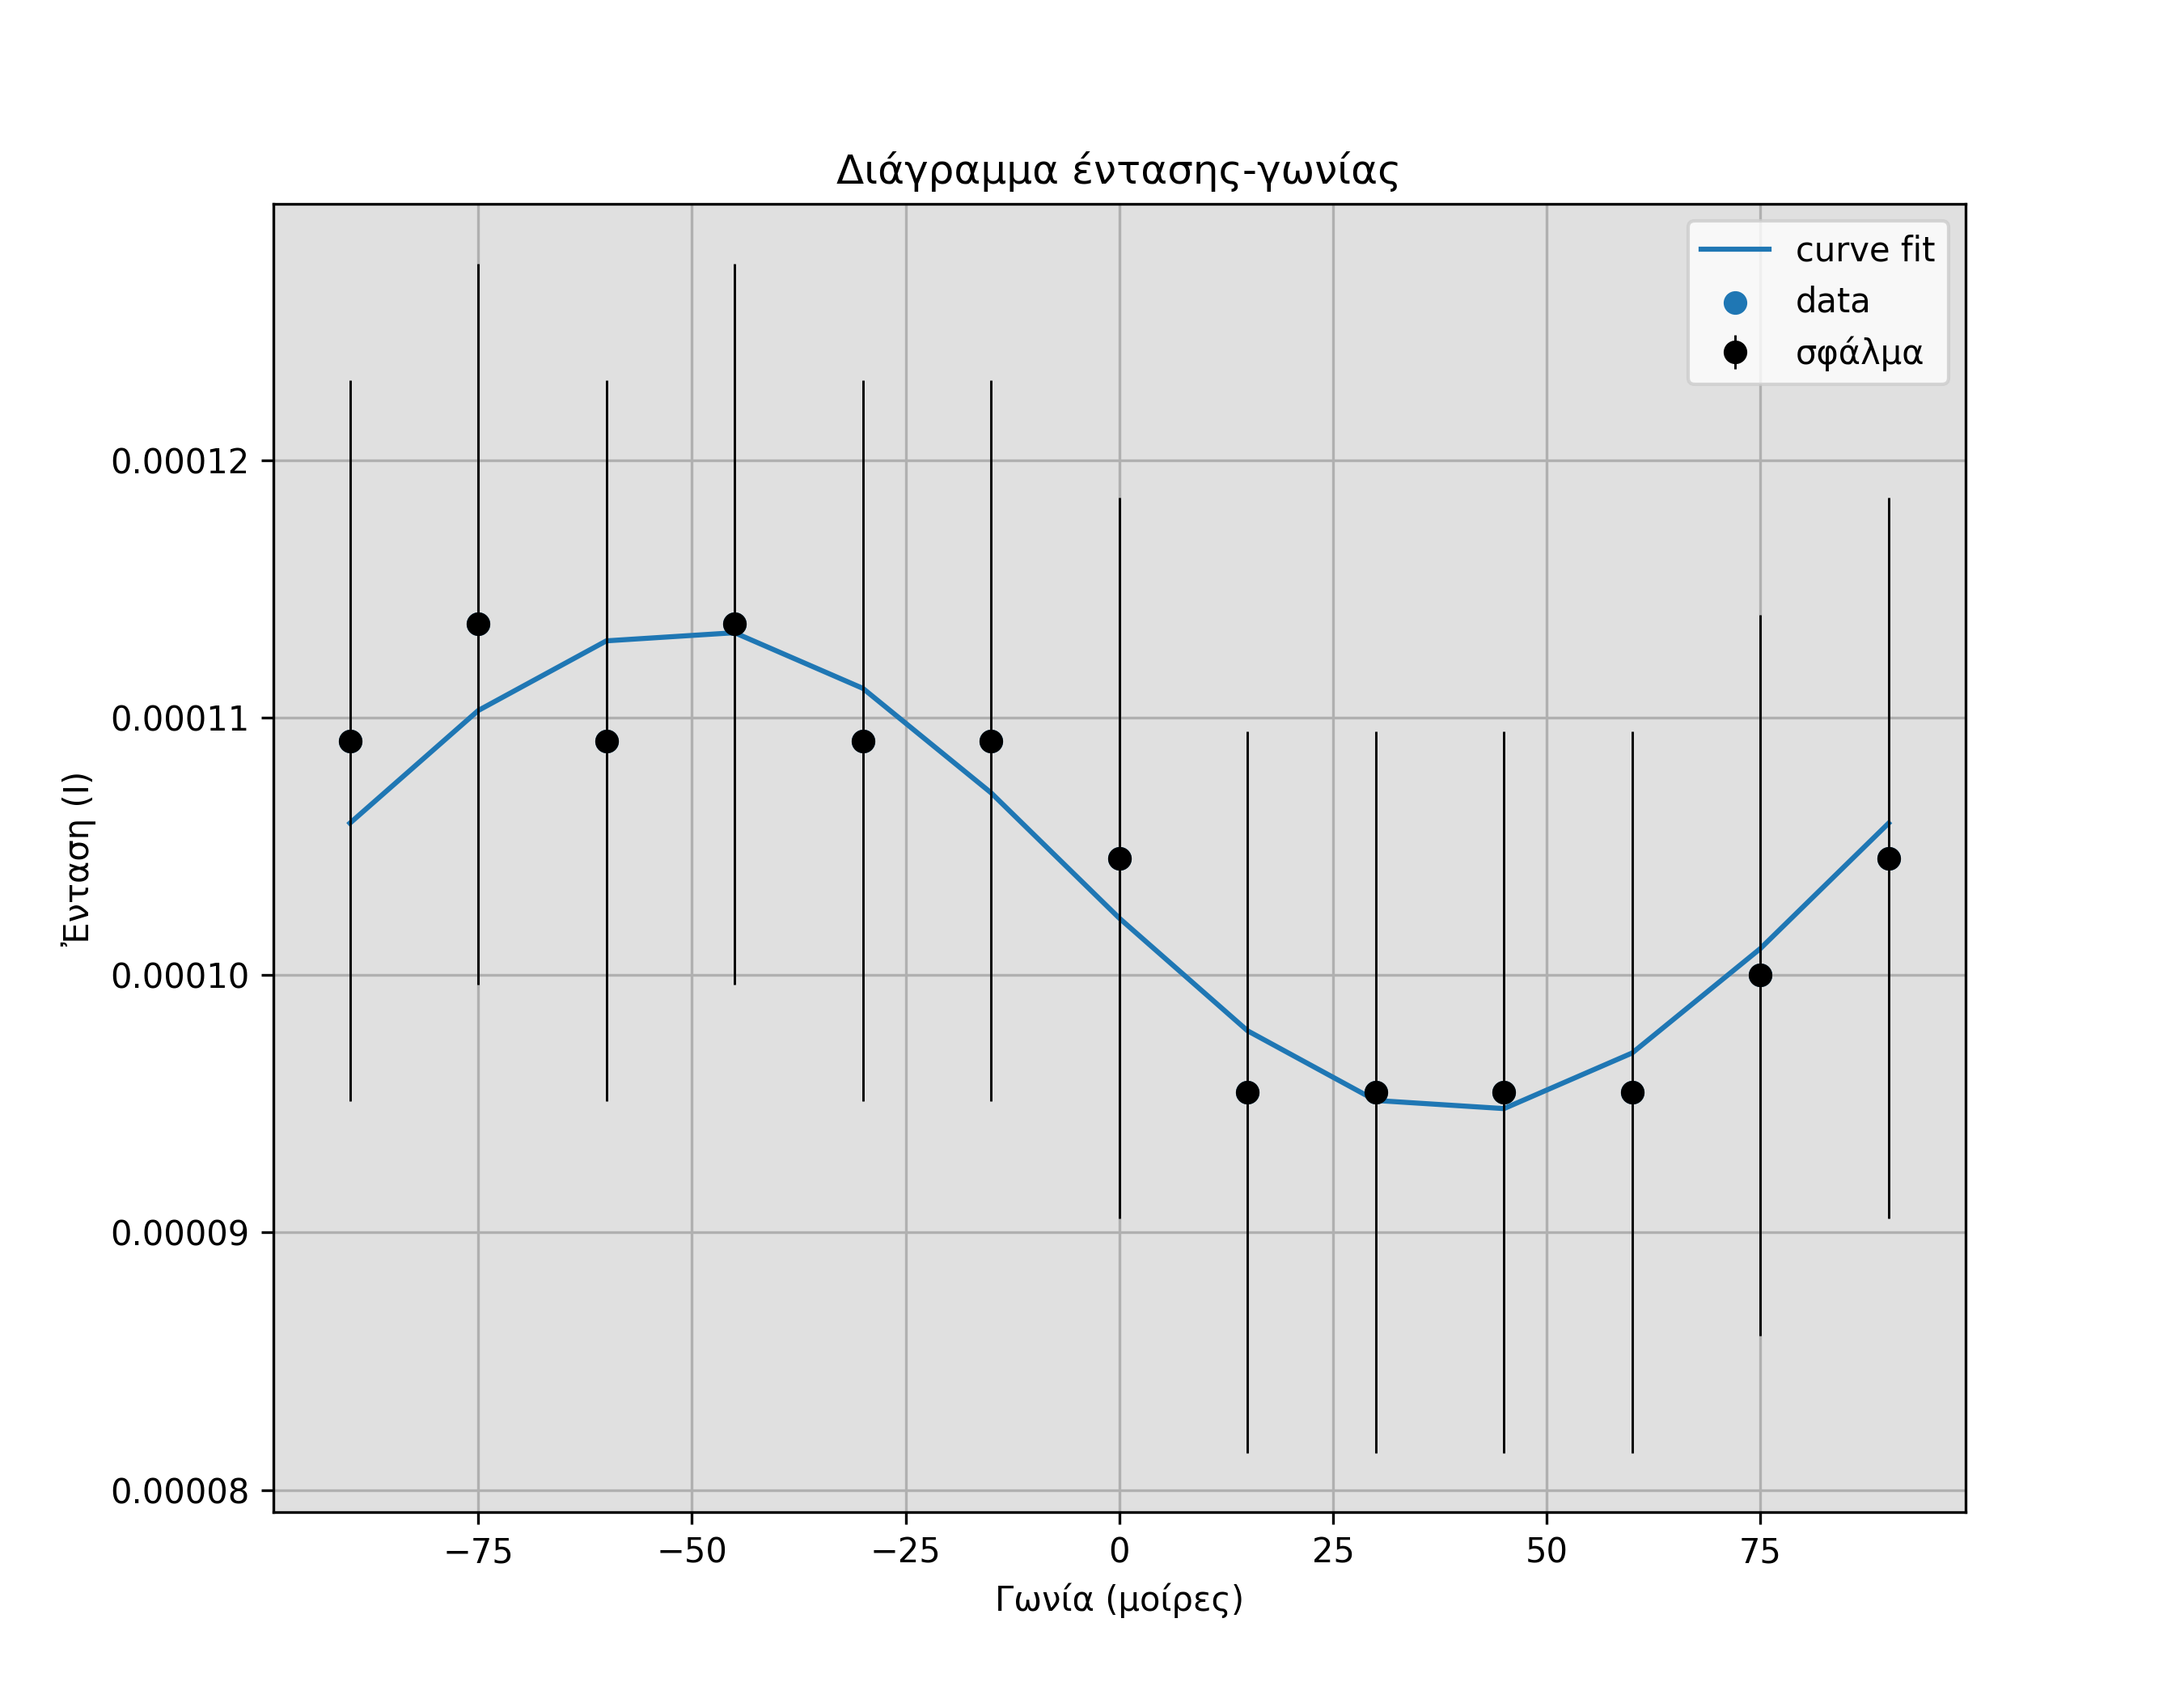 Διάγραμμα έντασης-γωνίας
curve fit
data
σφάλμα
0.00012
0.00011
0.00010
0.00009
0.00008
Ἐνταση (I)
−75 −50 −25 0 25 50 75
Γωνία (μοίρες)